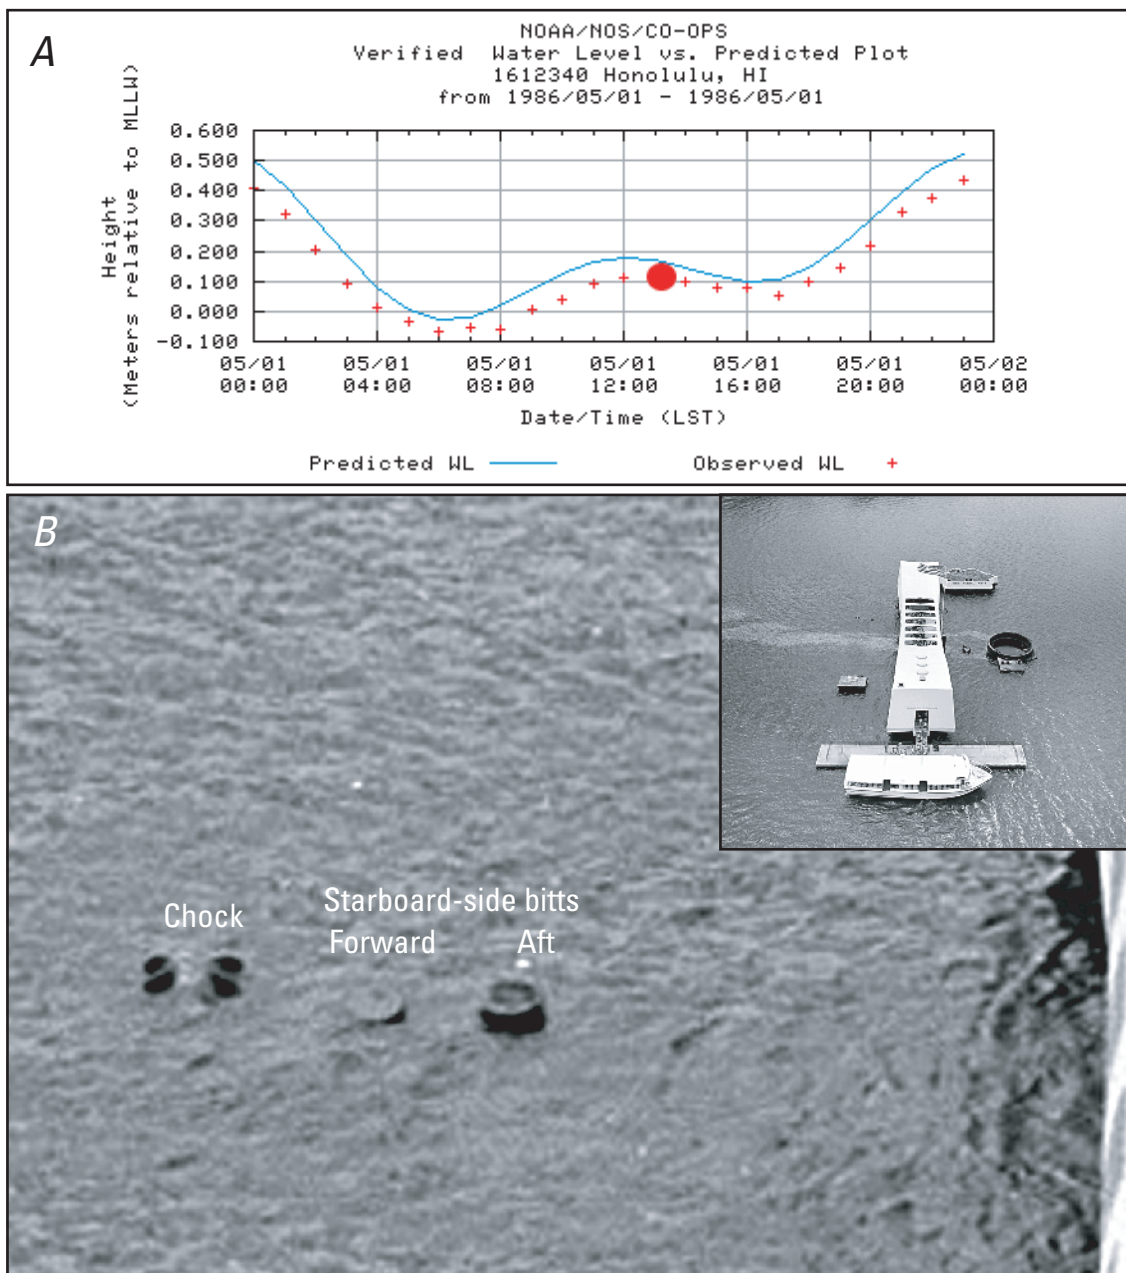 A
NOAA/NOS/CO-OPS
Verified Water Level vs. Predicted Plot
1612340 Honolulu, HI
from 1986/05/01 - 1986/05/01
Height
(Meters relative to MLLW)
0.600
0.500
0.400
0.300
0.200
0.100
0.000
-0.100
05/01 05/01 05/01 05/01 05/01 05/01 05/02
00:00 04:00 08:00 12:00 16:00 20:00 00:00
Date/Time (LST)
Predicted WL Observed WL
B
Chock
Starboard-side bitts
Forward Aft